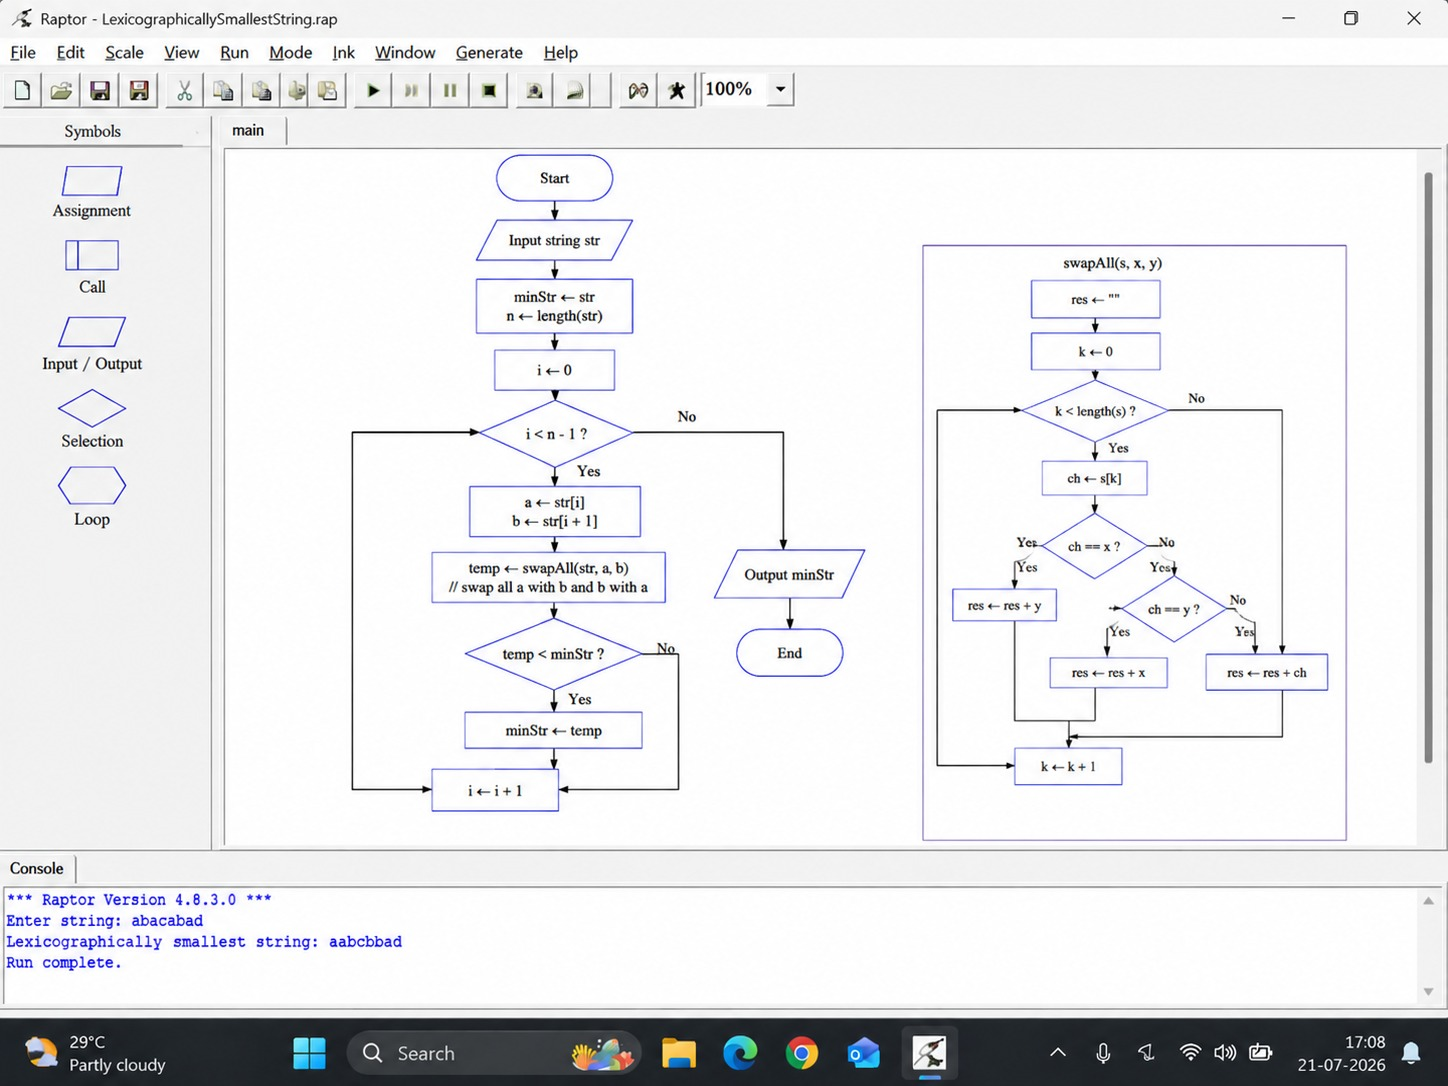 Raptor - LexicographicallySmallestString.rap
File Edit Scale View Run Mode Ink Window Generate Help
100%
Symbols
Assignment
Call
Input / Output
Selection
Loop
main
Start
Input string str
minStr ← str
n ← length(str)
i ← 0
i < n - 1 ?
No
Yes
a ← str[i]
b ← str[i + 1]
temp ← swapAll(str, a, b)
// swap all a with b and b with a
temp < minStr ?
No
Yes
minStr ← temp
i ← i + 1
Output minStr
End
swapAll(s, x, y)
res ← ""
k ← 0
k < length(s) ?
No
Yes
ch ← s[k]
ch == x ?
Yes
No
Yes
Yes
res ← res + y
ch == y ?
No
Yes
Yes
res ← res + x
res ← res + ch
k ← k + 1
Console
*** Raptor Version 4.8.3.0 ***
Enter string: abacabad
Lexicographically smallest string: aabcbbad
Run complete.
29°C
Partly cloudy
Search
17:08
21-07-2026